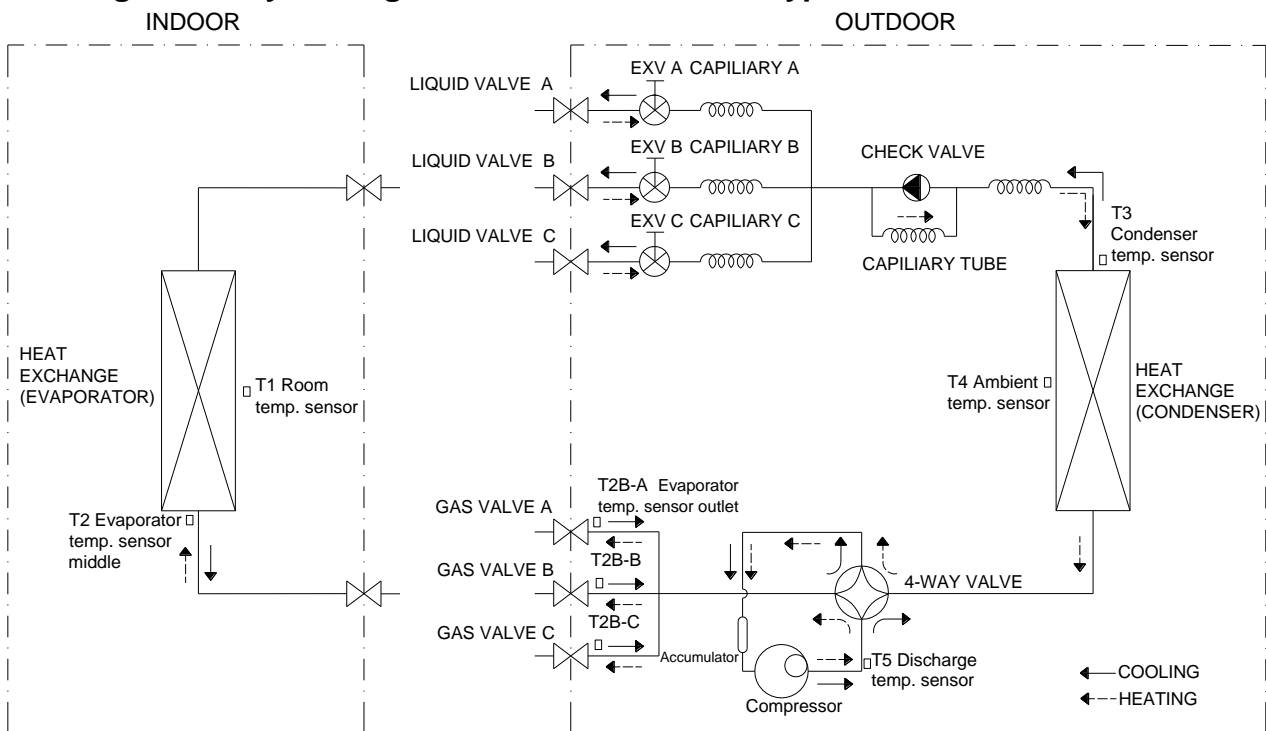 INDOOR
OUTDOOR
LIQUID VALVE A
EXV A CAPILIARY A
LIQUID VALVE B
EXV B CAPILIARY B
CHECK VALVE
LIQUID VALVE C
EXV C CAPILIARY C
CAPILIARY TUBE
T3
Condenser
temp. sensor
HEAT
EXCHANGE
(EVAPORATOR)
T1 Room
temp. sensor
T4 Ambient
temp. sensor
HEAT
EXCHANGE
(CONDENSER)
T2 Evaporator
temp. sensor
middle
GAS VALVE A
T2B-A Evaporator
temp. sensor outlet
GAS VALVE B
T2B-B
4-WAY VALVE
GAS VALVE C
T2B-C
Accumulator
T5 Discharge
temp. sensor
Compressor
COOLING
HEATING